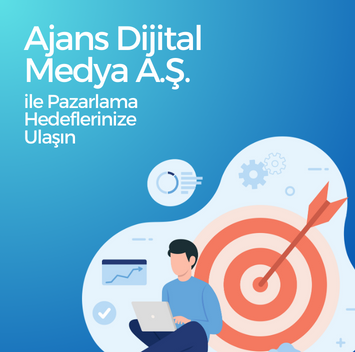 Ajans Dijital
Medya A.Ş.
ile Pazarlama
Hedeflerinize
Ulaşın